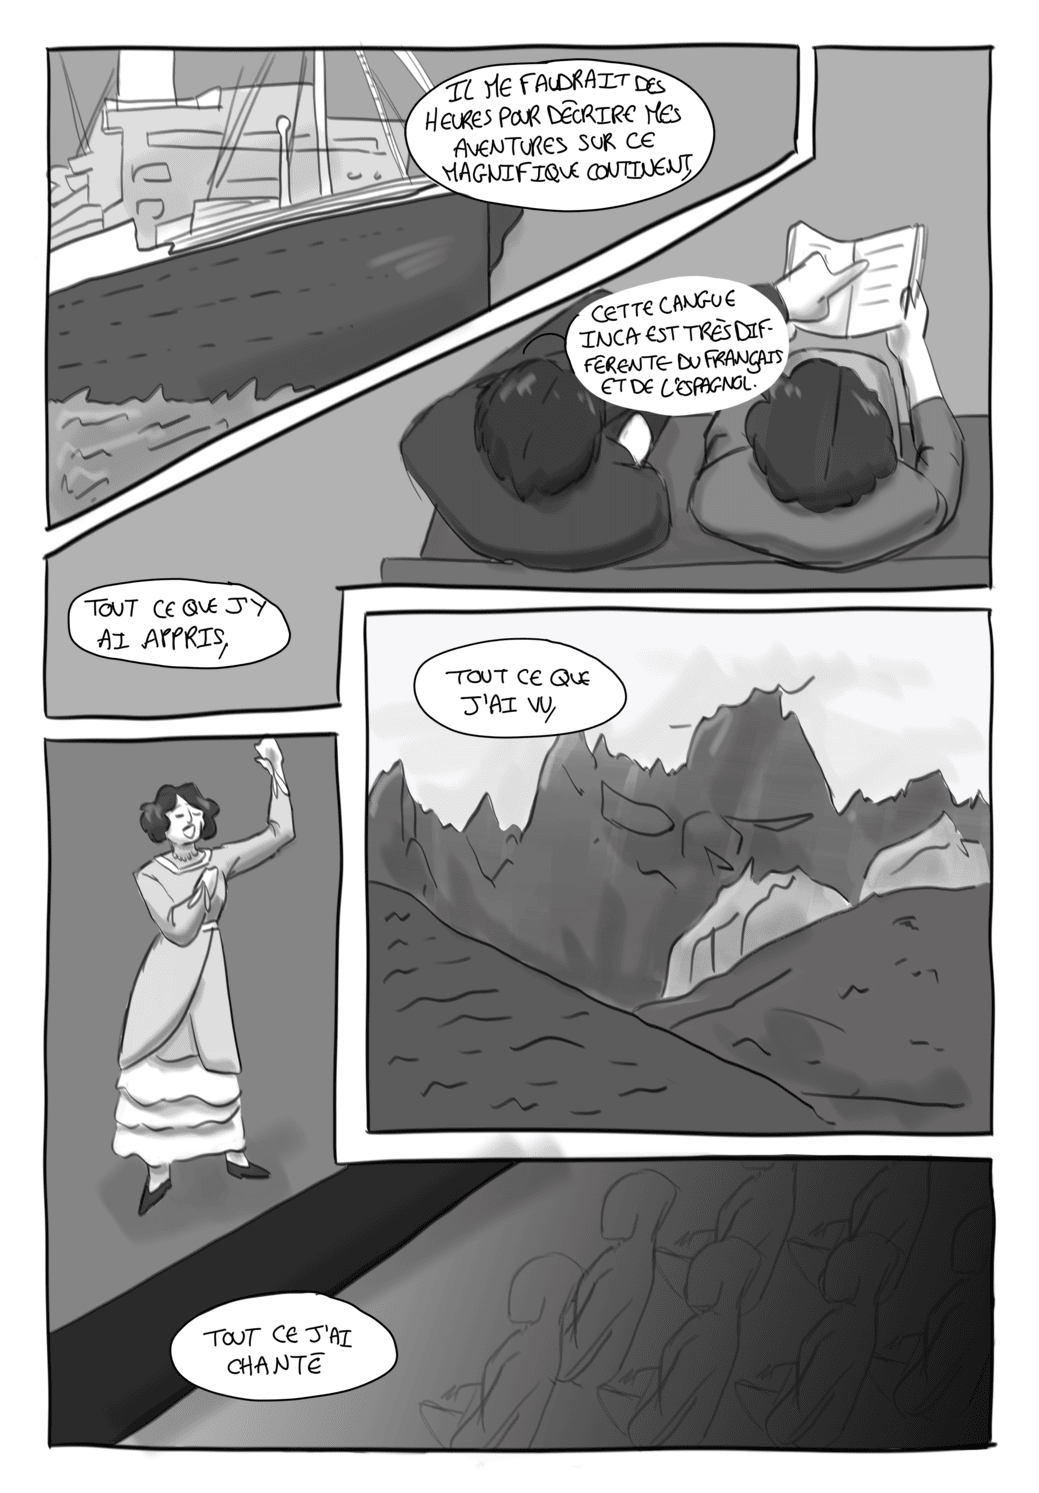 IL ME FAUDRAIT DES
HEURES POUR DÉCRIRE MES
AVENTURES SUR CE
MAGNIFIQUE CONTINENT,
CETTE LANGUE
INCA EST TRÈS DIF-
FÉRENTE DU FRANÇAIS
ET DE L'ESPAGNOL.
TOUT CE QUE J'Y
AI APPRIS,
TOUT CE QUE
J'AI VU,
TOUT CE J'AI
CHANTÉ